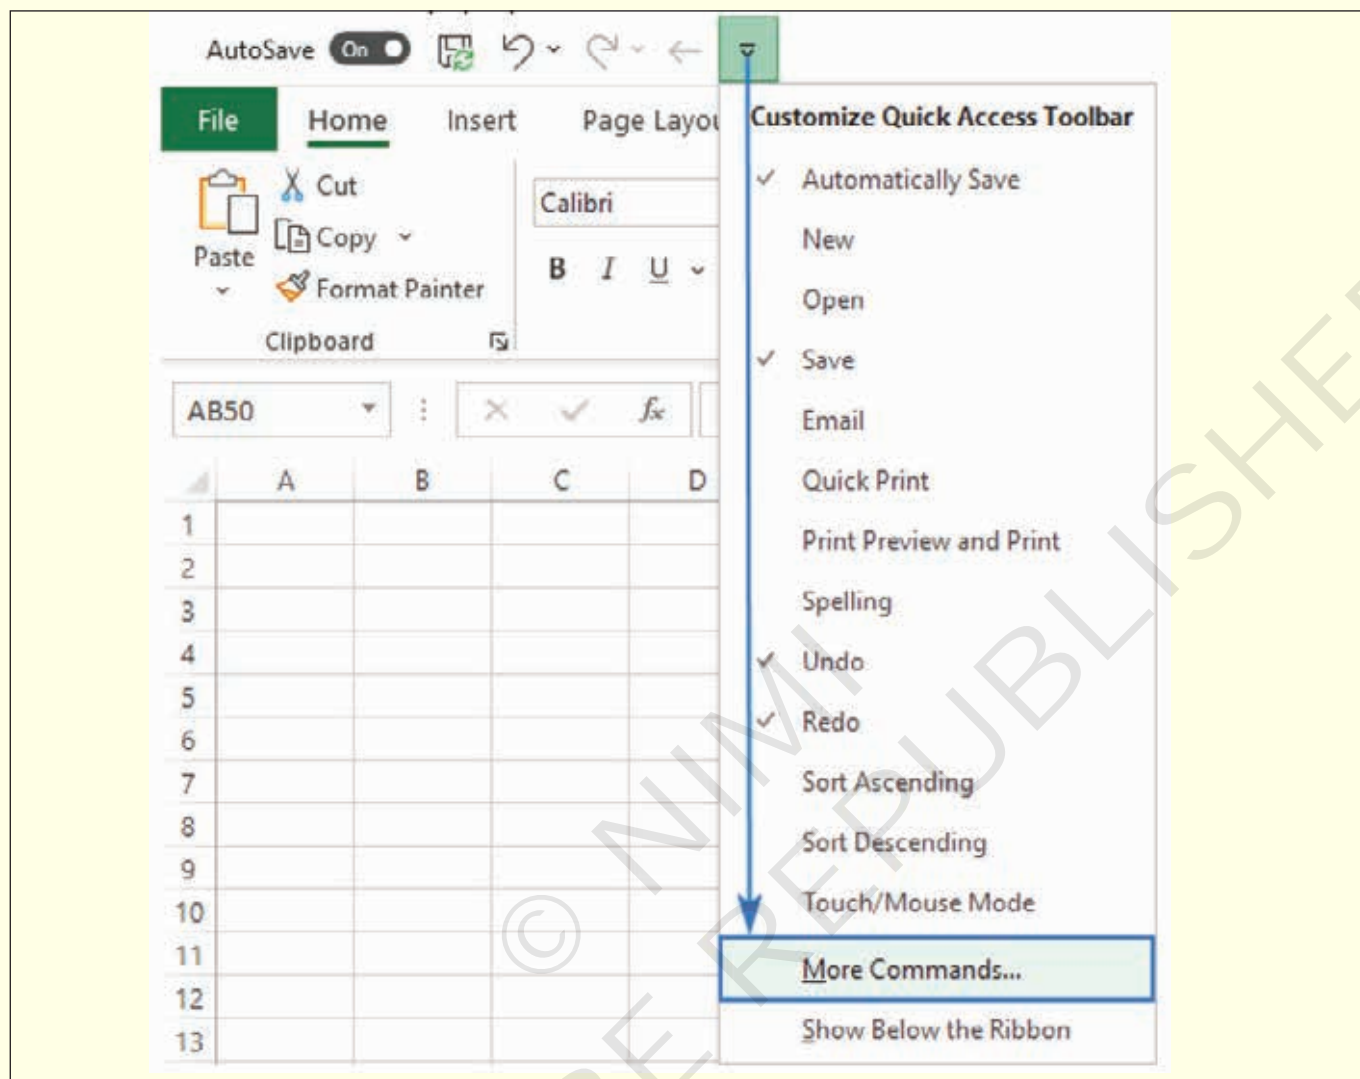 AutoSave On
File Home Insert Page Layou
Cut
Copy
Paste
Format Painter
Clipboard
Calibri
B I U
AB50
fx
A B C D
1
2
3
4
5
6
7
8
9
10
11
12
13
Customize Quick Access Toolbar
Automatically Save
New
Open
Save
Email
Quick Print
Print Preview and Print
Spelling
Undo
Redo
Sort Ascending
Sort Descending
Touch/Mouse Mode
More Commands...
Show Below the Ribbon
© NIMI
RE REPUBLISHE